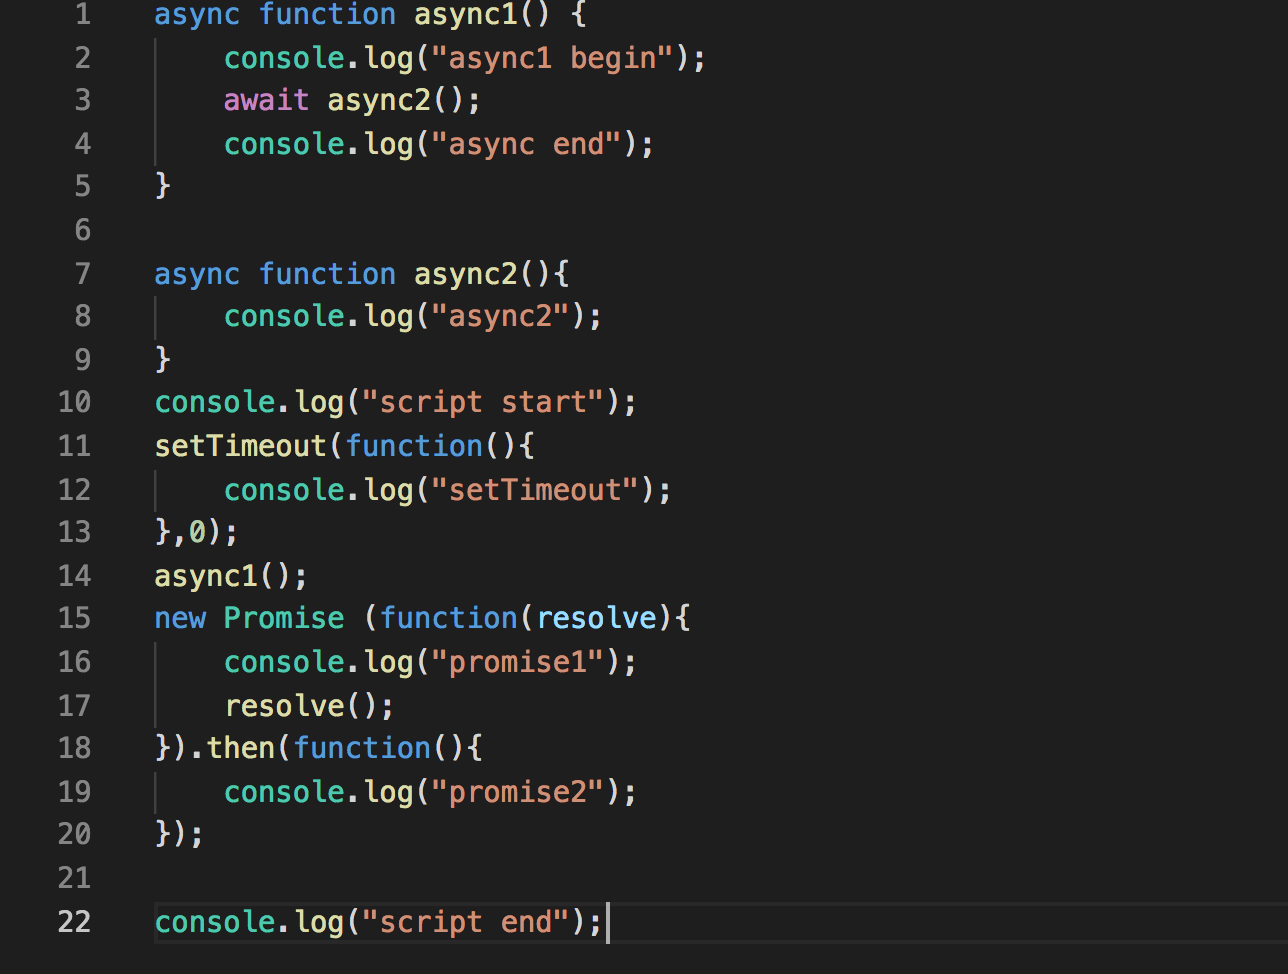 1 async function async1() {
2 console.log("async1 begin");
3 await async2();
4 console.log("async end");
5 }
6
7 async function async2(){
8 console.log("async2");
9 }
10 console.log("script start");
11 setTimeout(function(){
12 console.log("setTimeout");
13 },0);
14 async1();
15 new Promise (function(resolve){
16 console.log("promise1");
17 resolve();
18 }).then(function(){
19 console.log("promise2");
20 });
21
22 console.log("script end");